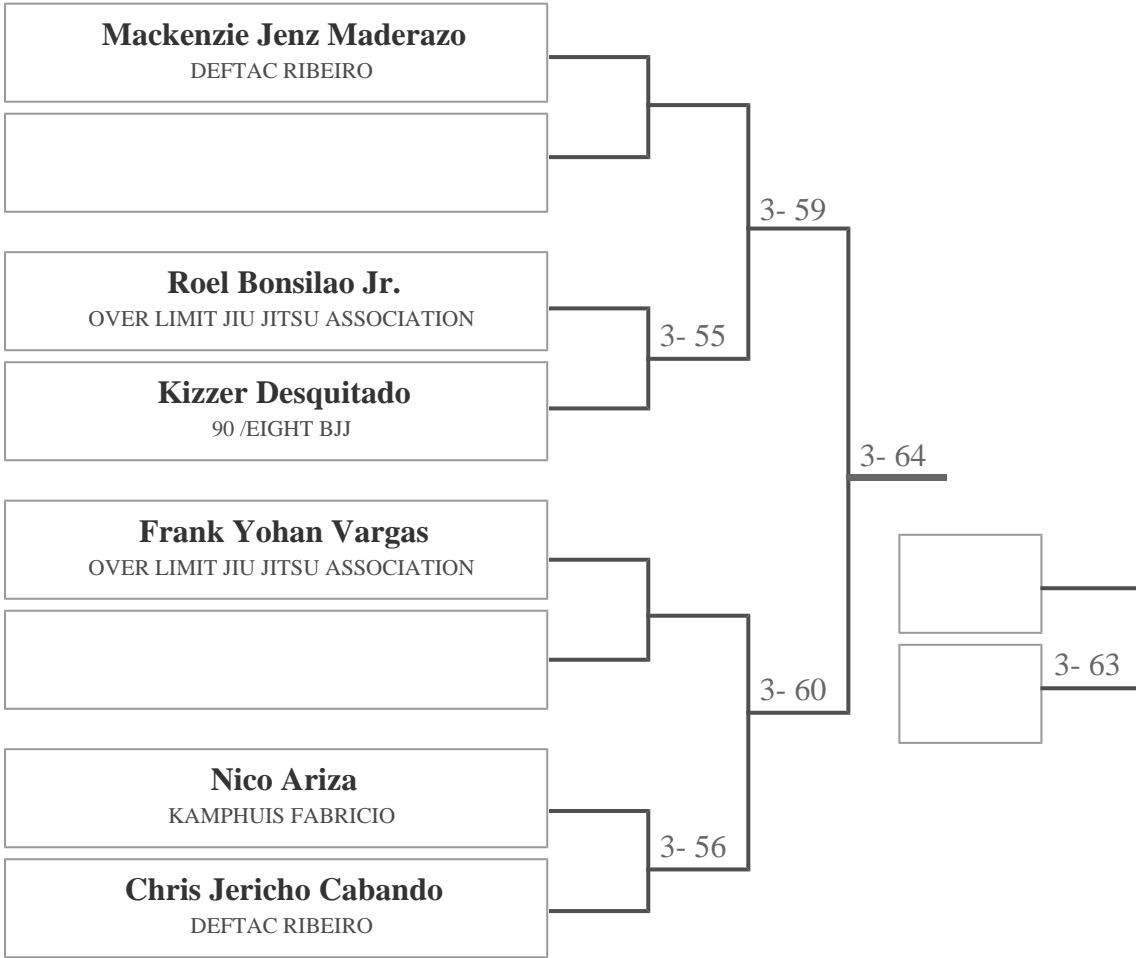 Mackenzie Jenz Maderazo
DEFTAC RIBEIRO
3- 59
Roel Bonsilao Jr.
OVER LIMIT JIU JITSU ASSOCIATION
3- 55
Kizzer Desquitado
90 /EIGHT BJJ
3- 64
Frank Yohan Vargas
OVER LIMIT JIU JITSU ASSOCIATION
3- 63
3- 60
Nico Ariza
KAMPHUIS FABRICIO
3- 56
Chris Jericho Cabando
DEFTAC RIBEIRO